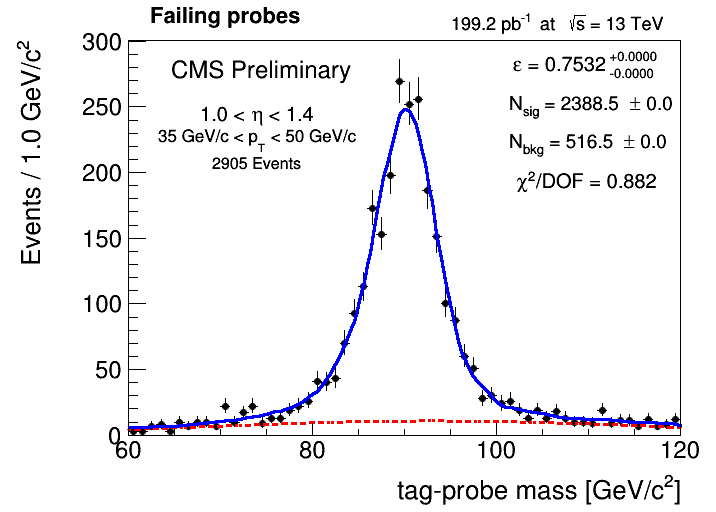 Failing probes
199.2 pb⁻¹ at √s = 13 TeV
CMS Preliminary
1.0 < η < 1.4
35 GeV/c < p_T < 50 GeV/c
2905 Events
ε = 0.7532 +0.0000 -0.0000
N_sig = 2388.5 ± 0.0
N_bkg = 516.5 ± 0.0
χ²/DOF = 0.882
Events / 1.0 GeV/c²
300
250
200
150
100
50
0
60 80 100 120
tag-probe mass [GeV/c²]